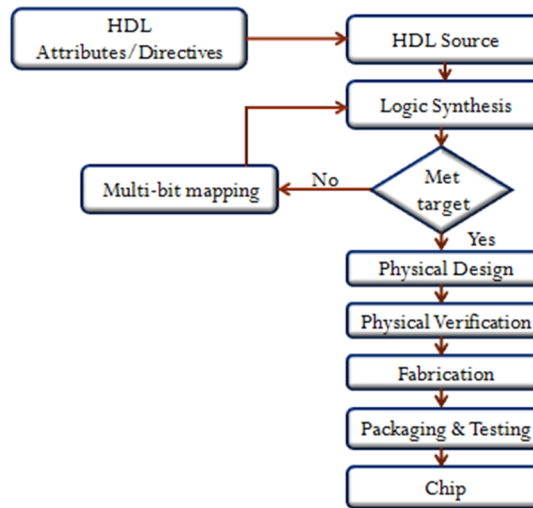 HDL
Attributes/Directives
HDL Source
Logic Synthesis
Met
target
No
Multi-bit mapping
Yes
Physical Design
Physical Verification
Fabrication
Packaging & Testing
Chip